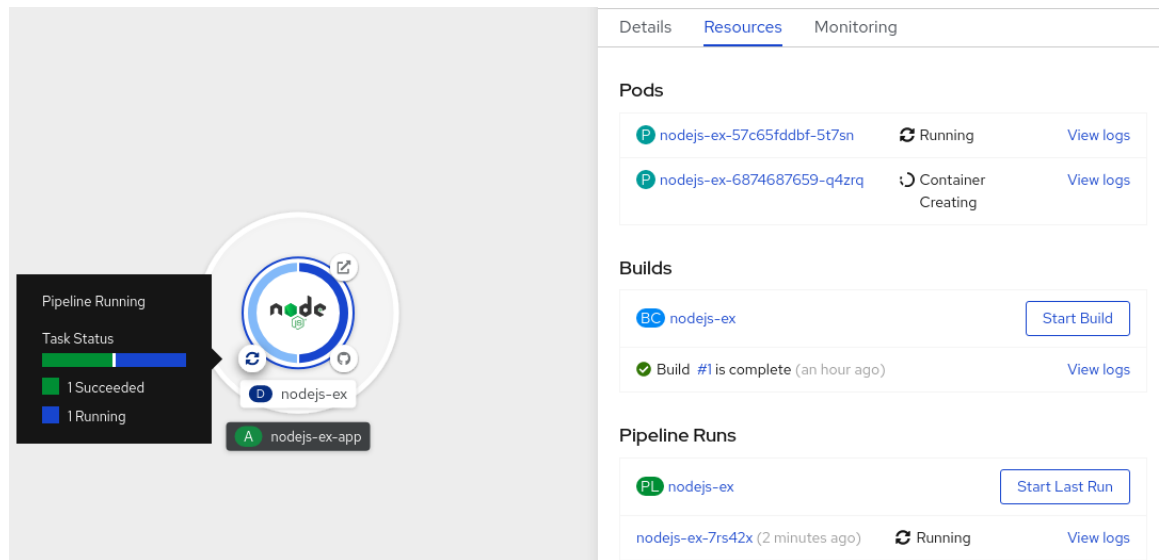 Details Resources Monitoring
Pods
P nodejs-ex-57c65fddbf-5t7sn Running View logs
P nodejs-ex-6874687659-q4zrq Container Creating View logs
Builds
BC nodejs-ex Start Build
Build #1 is complete (an hour ago) View logs
Pipeline Runs
PL nodejs-ex Start Last Run
nodejs-ex-7rs42x (2 minutes ago) Running View logs
Pipeline Running
Task Status
1 Succeeded
1 Running
node
JS
D nodejs-ex
A nodejs-ex-app